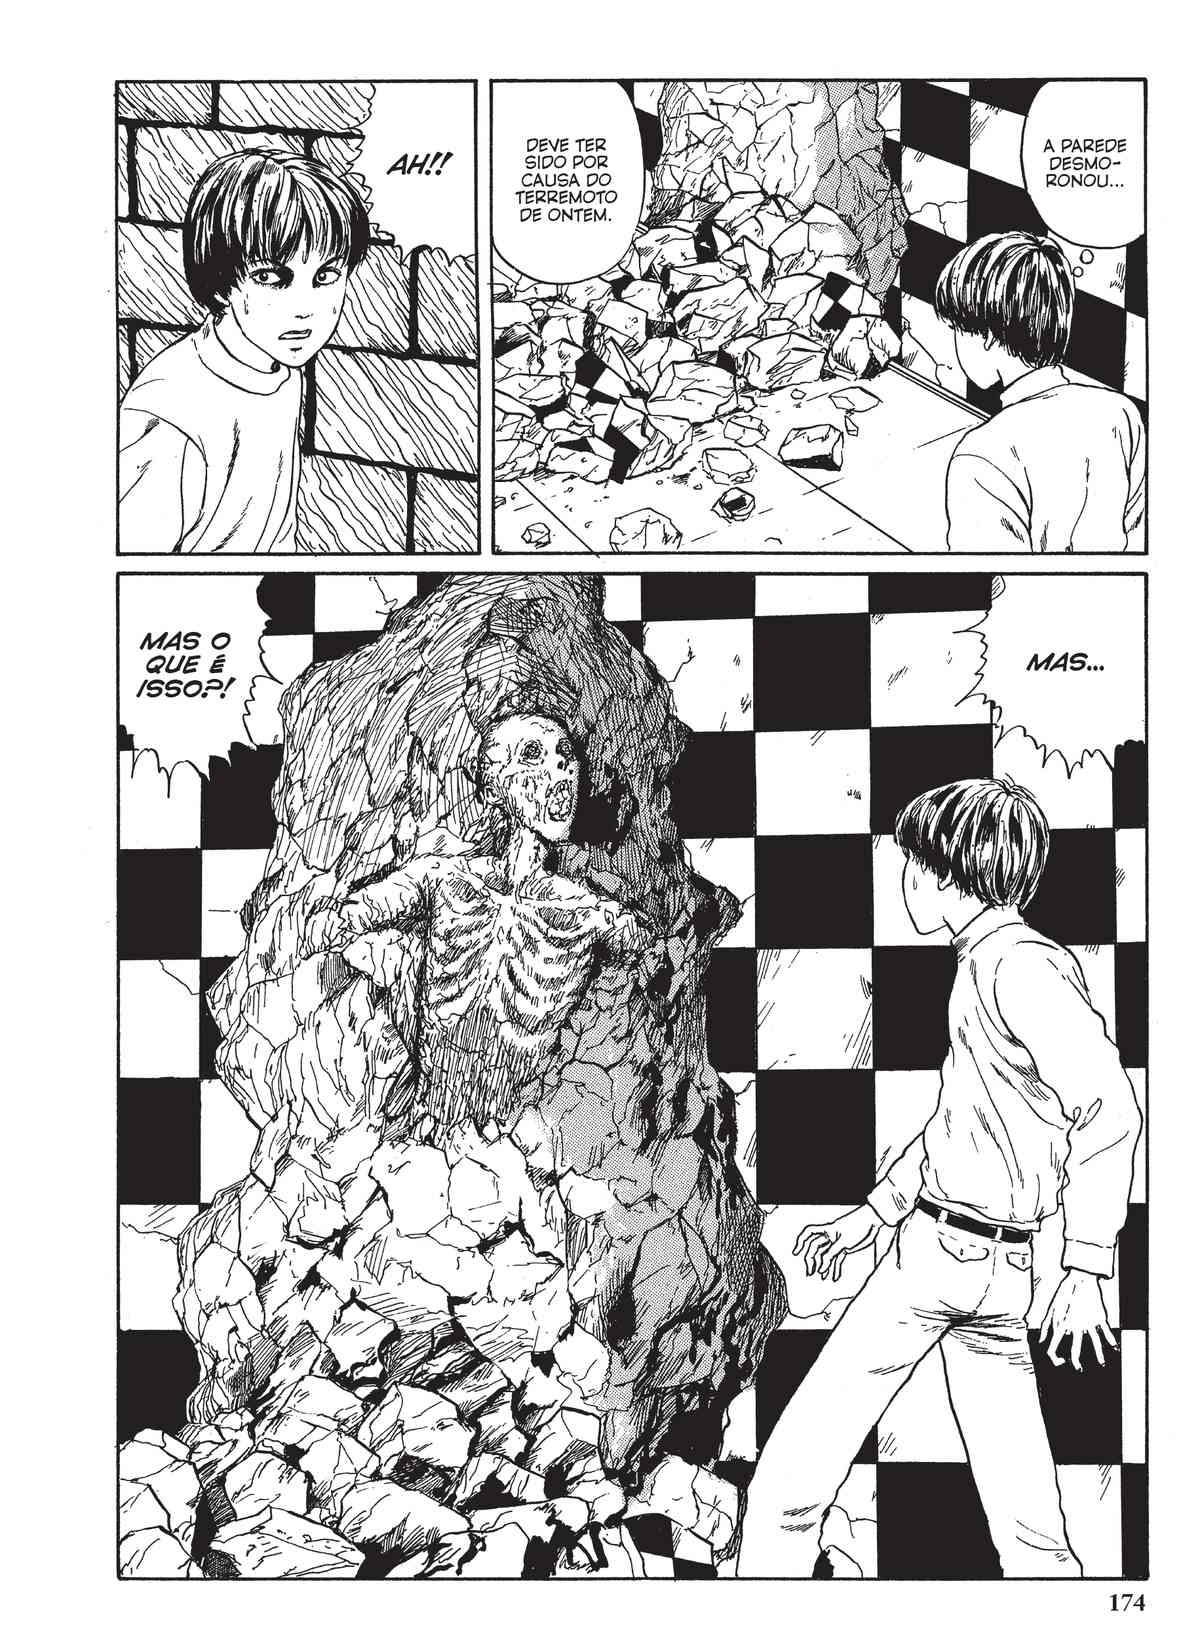 A PAREDE
DESMO-
RONOU...
DEVE TER
SIDO POR
CAUSA DO
TERREMOTO
DE ONTEM.
AH!!
MAS...
MAS O
QUE É
ISSO?!
174